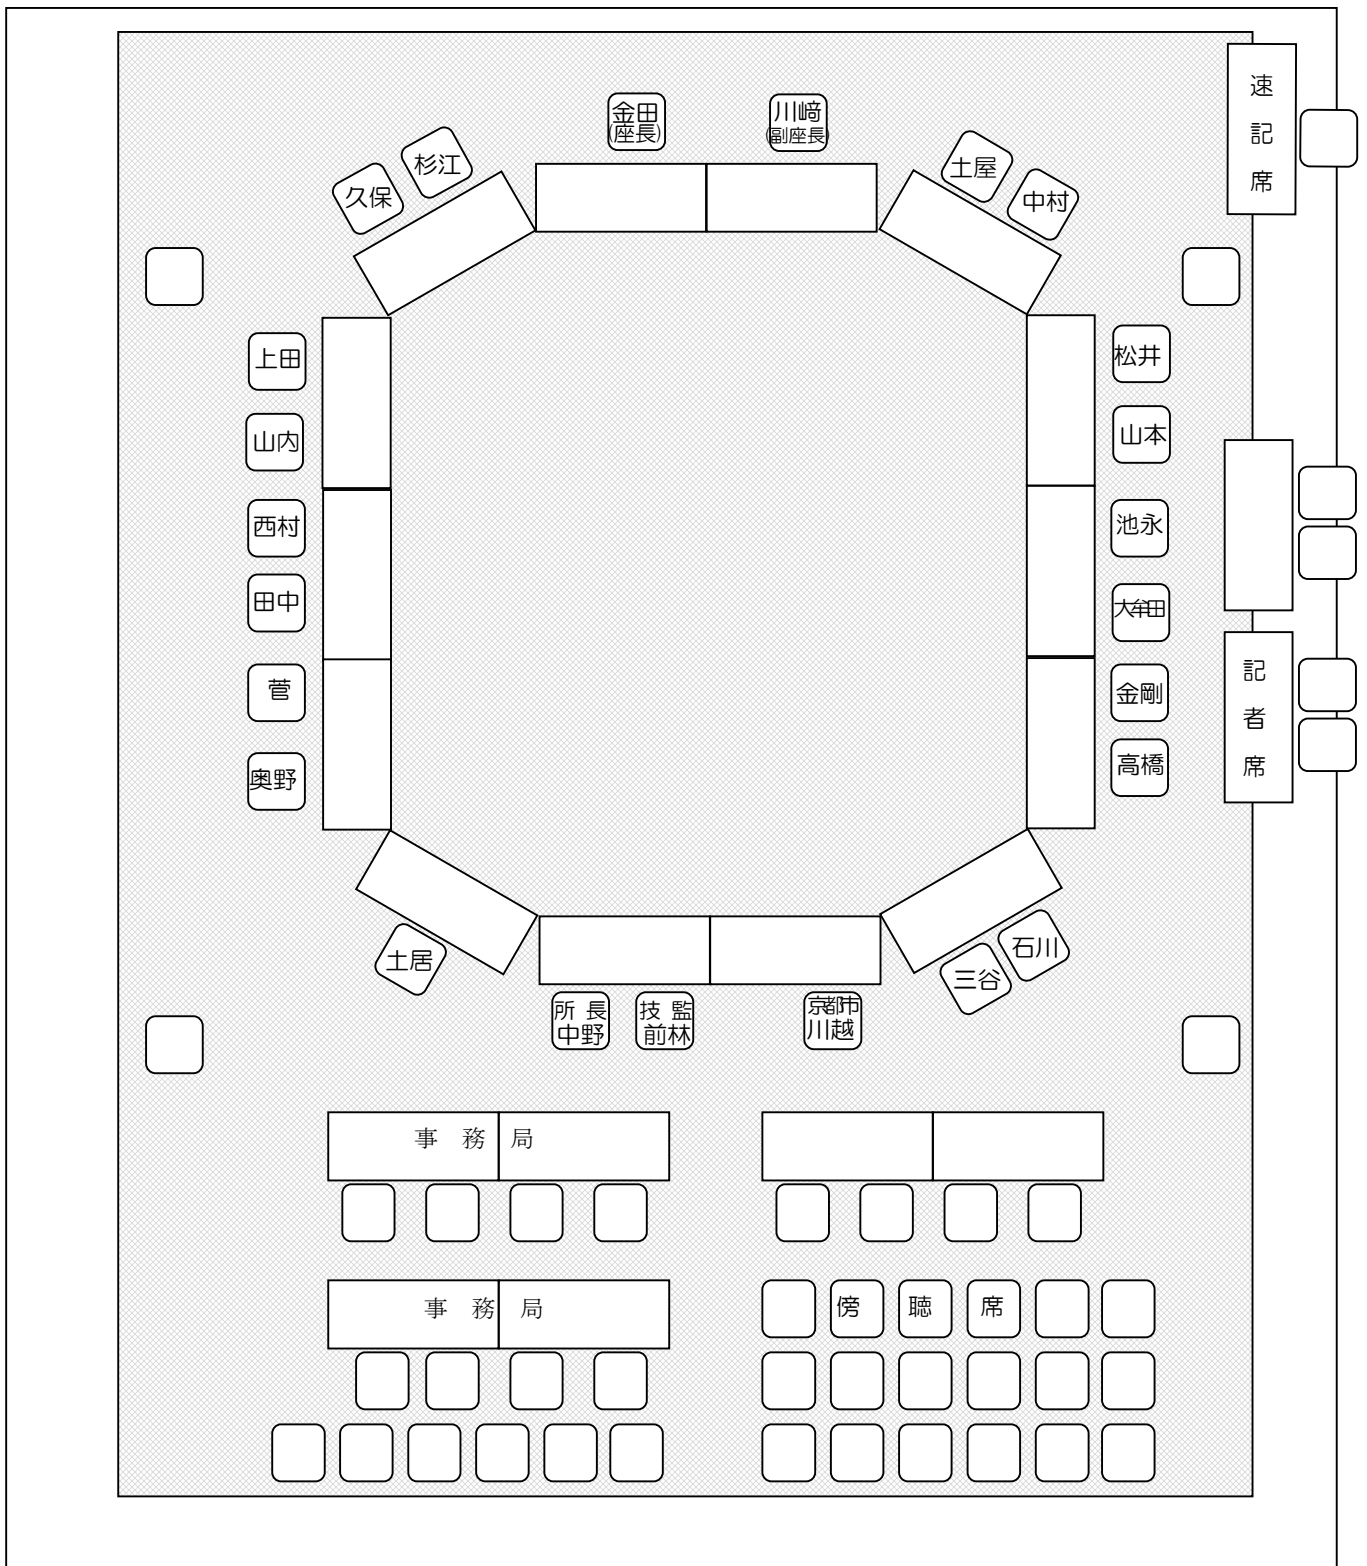 金田
(座長)
川﨑
(副座長)
杉江
久保
土屋
中村
速記席
上田
山内
西村
田中
菅
奥野
松井
山本
池永
大牟田
金剛
高橋
記者席
土居
石川
三谷
所 長
中野
技 監
前林
京都市
川越
事 務 局
事 務 局
傍 聴 席